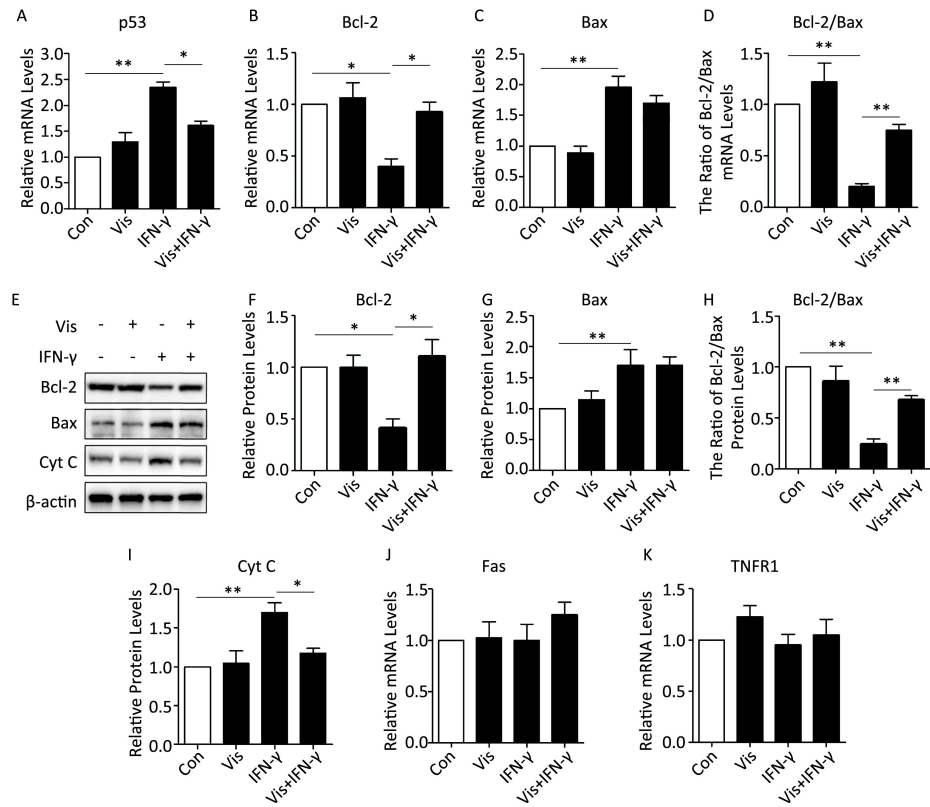 A
p53
Relative mRNA Levels
3.0
2.5
2.0
1.5
1.0
0.5
0.0
**
*
Con
Vis
IFN-γ
Vis+IFN-γ
B
Bcl-2
Relative mRNA Levels
1.5
1.0
0.5
0.0
*
*
Con
Vis
IFN-γ
Vis+IFN-γ
C
Bax
Relative mRNA Levels
2.5
2.0
1.5
1.0
0.5
0.0
**
Con
Vis
IFN-γ
Vis+IFN-γ
D
Bcl-2/Bax
The Ratio of Bcl-2/Bax
mRNA Levels
1.5
1.0
0.5
0.0
**
**
Con
Vis
IFN-γ
Vis+IFN-γ
E
Vis - + - +
IFN-γ - - + +
Bcl-2
Bax
Cyt C
β-actin
F
Bcl-2
Relative Protein Levels
1.5
1.0
0.5
0.0
*
*
Con
Vis
IFN-γ
Vis+IFN-γ
G
Bax
Relative Protein Levels
2.5
2.0
1.5
1.0
0.5
0.0
**
Con
Vis
IFN-γ
Vis+IFN-γ
H
Bcl-2/Bax
The Ratio of Bcl-2/Bax
Protein Levels
1.5
1.0
0.5
0.0
**
**
Con
Vis
IFN-γ
Vis+IFN-γ
I
Cyt C
Relative Protein Levels
2.0
1.5
1.0
0.5
0.0
**
*
Con
Vis
IFN-γ
Vis+IFN-γ
J
Fas
Relative mRNA Levels
1.5
1.0
0.5
0.0
Con
Vis
IFN-γ
Vis+IFN-γ
K
TNFR1
Relative mRNA Levels
1.5
1.0
0.5
0.0
Con
Vis
IFN-γ
Vis+IFN-γ